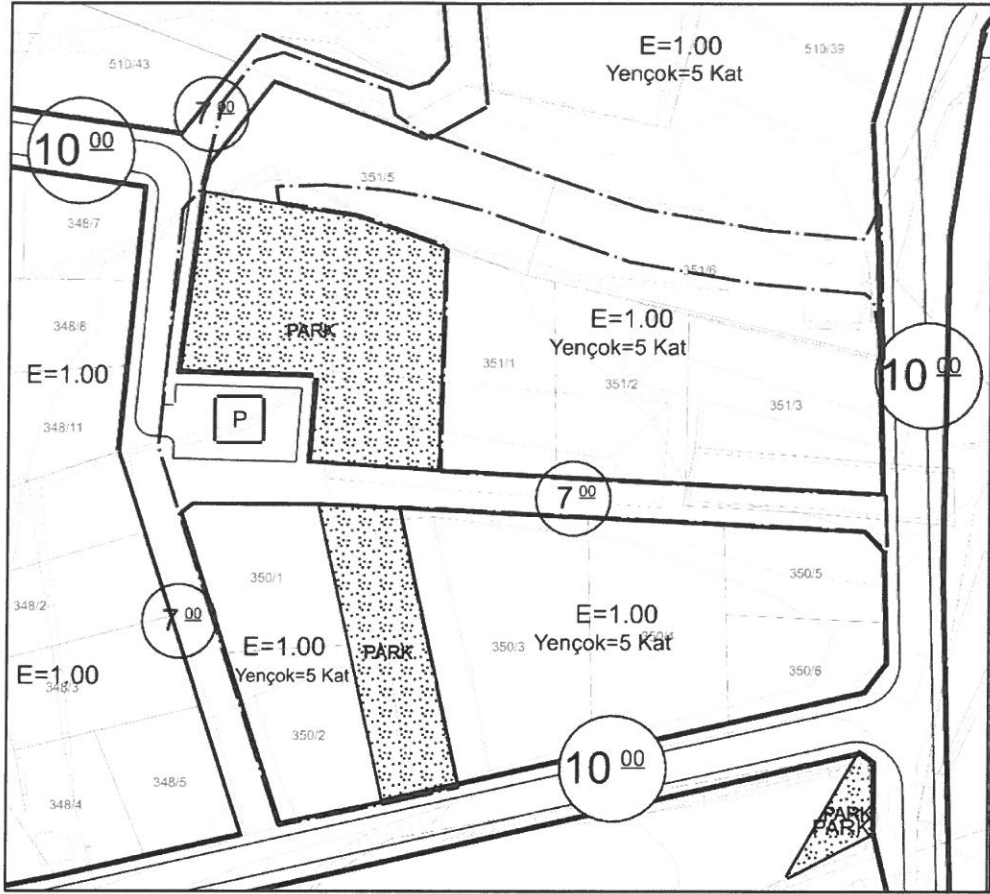 E=1.00
Yençok=5 Kat
510/39
510/43
7 00
10 00
351/5
348/7
351/6
348/8
PARK
E=1.00
Yençok=5 Kat
351/1
351/2
351/3
10 00
E=1.00
348/11
P
7 00
350/1
350/5
348/2
7 00
E=1.00
Yençok=5 Kat
350/3
350/6
E=1.00
Yençok=5 Kat
PARK
E=1.00
348/3
350/2
10 00
348/5
348/4
PARK
PARK